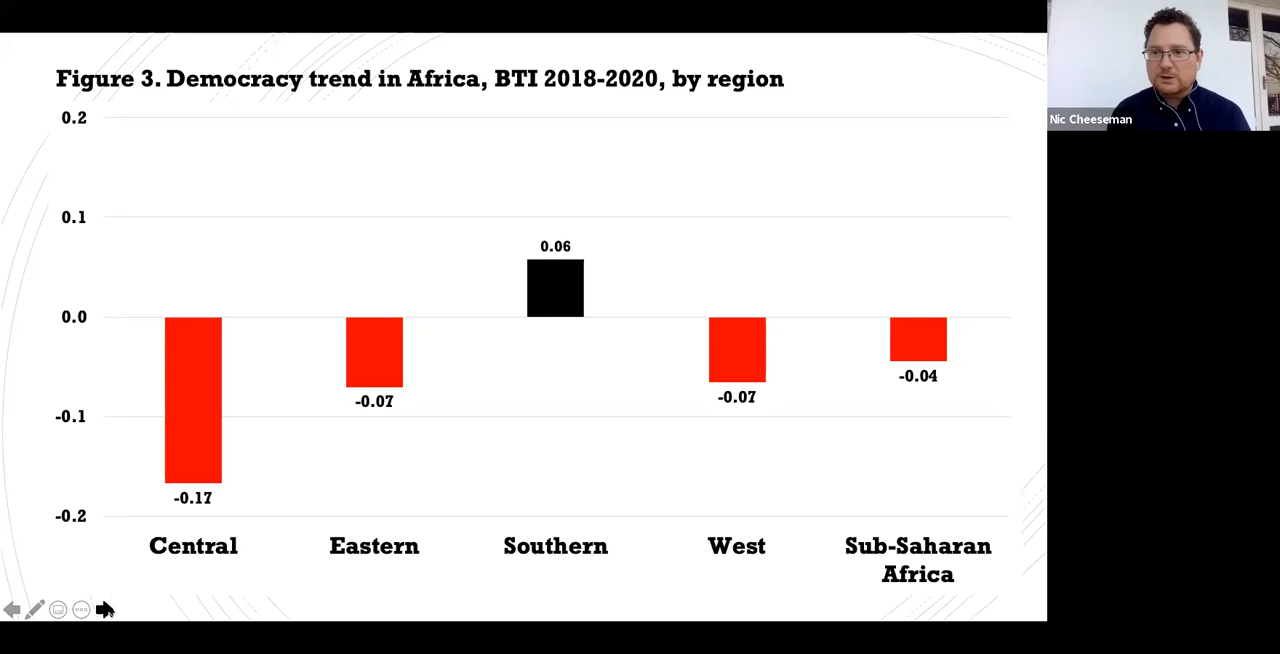 Figure 3. Democracy trend in Africa, BTI 2018-2020, by region
Nic Cheeseman
0.2
0.1
0.06
0.0
-0.04
-0.07
-0.07
-0.1
-0.17
-0.2
Central Eastern Southern West Sub-Saharan
Africa